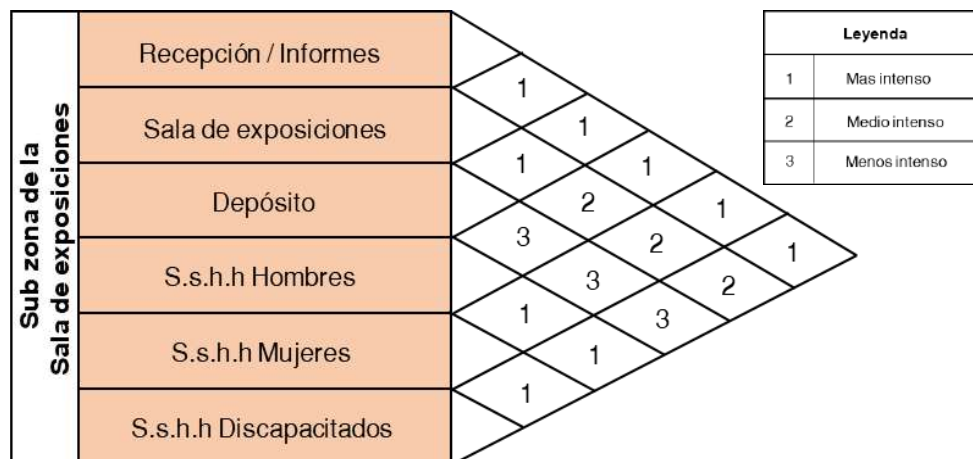 Sub zona de la
Sala de exposiciones
Recepción / Informes
Sala de exposiciones
Depósito
S.s.h.h Hombres
S.s.h.h Mujeres
S.s.h.h Discapacitados
1
1
1
1
1
1
2
2
2
3
3
3
1
1
1
Leyenda
1 Mas intenso
2 Medio intenso
3 Menos intenso